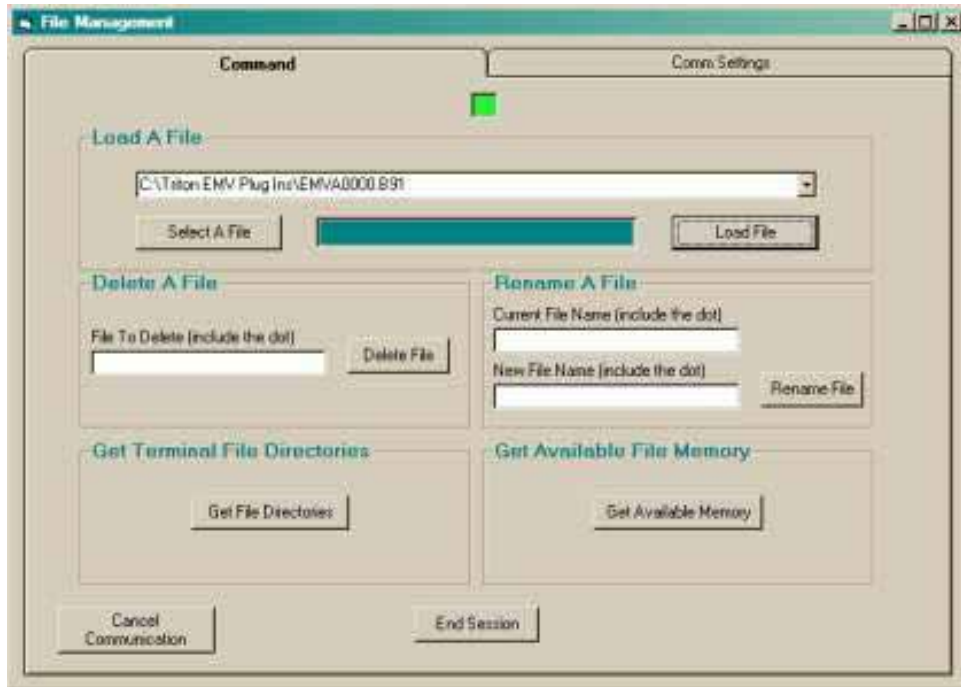 File Management
Command
Comm Settings
Load A File
C:\Triton EMV Plug Ins\EMVA0000.B91
Select A File
Load File
Delete A File
File To Delete (include the dot)
Delete File
Rename A File
Current File Name (include the dot)
New File Name (include the dot)
Rename File
Get Terminal File Directories
Get File Directories
Get Available File Memory
Get Available Memory
Cancel
Communication
End Session